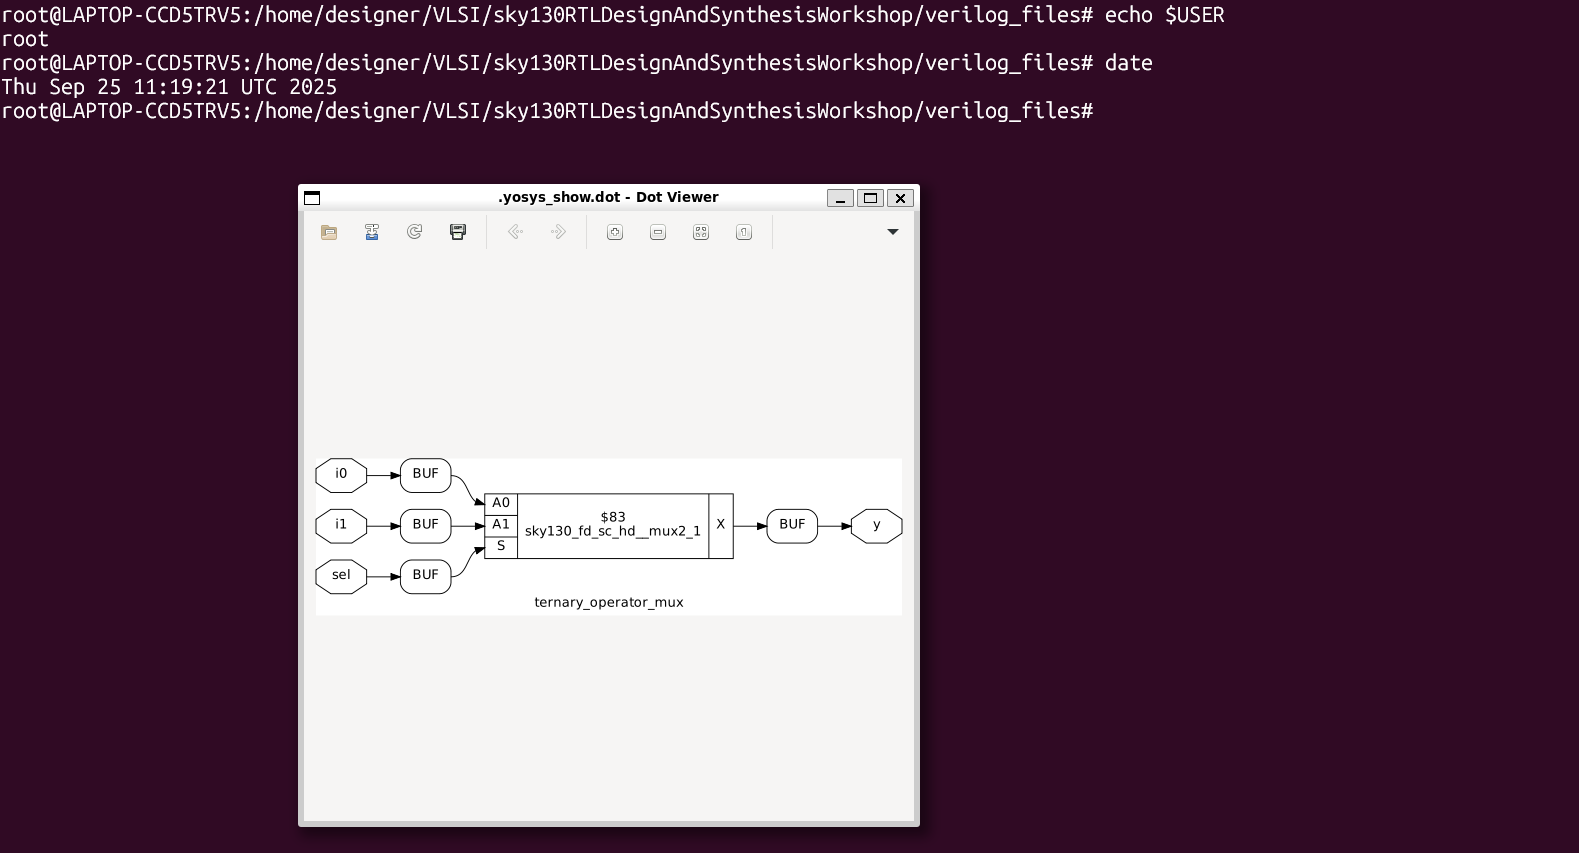 root@LAPTOP-CCD5TRV5:/home/designer/VLSI/sky130RTLDesignAndSynthesisWorkshop/verilog_files# echo $USER
root
root@LAPTOP-CCD5TRV5:/home/designer/VLSI/sky130RTLDesignAndSynthesisWorkshop/verilog_files# date
Thu Sep 25 11:19:21 UTC 2025
root@LAPTOP-CCD5TRV5:/home/designer/VLSI/sky130RTLDesignAndSynthesisWorkshop/verilog_files#
.yosys_show.dot - Dot Viewer
i0 BUF
A0
$83
i1 BUF A1 sky130_fd_sc_hd__mux2_1 X BUF y
S
sel BUF
ternary_operator_mux